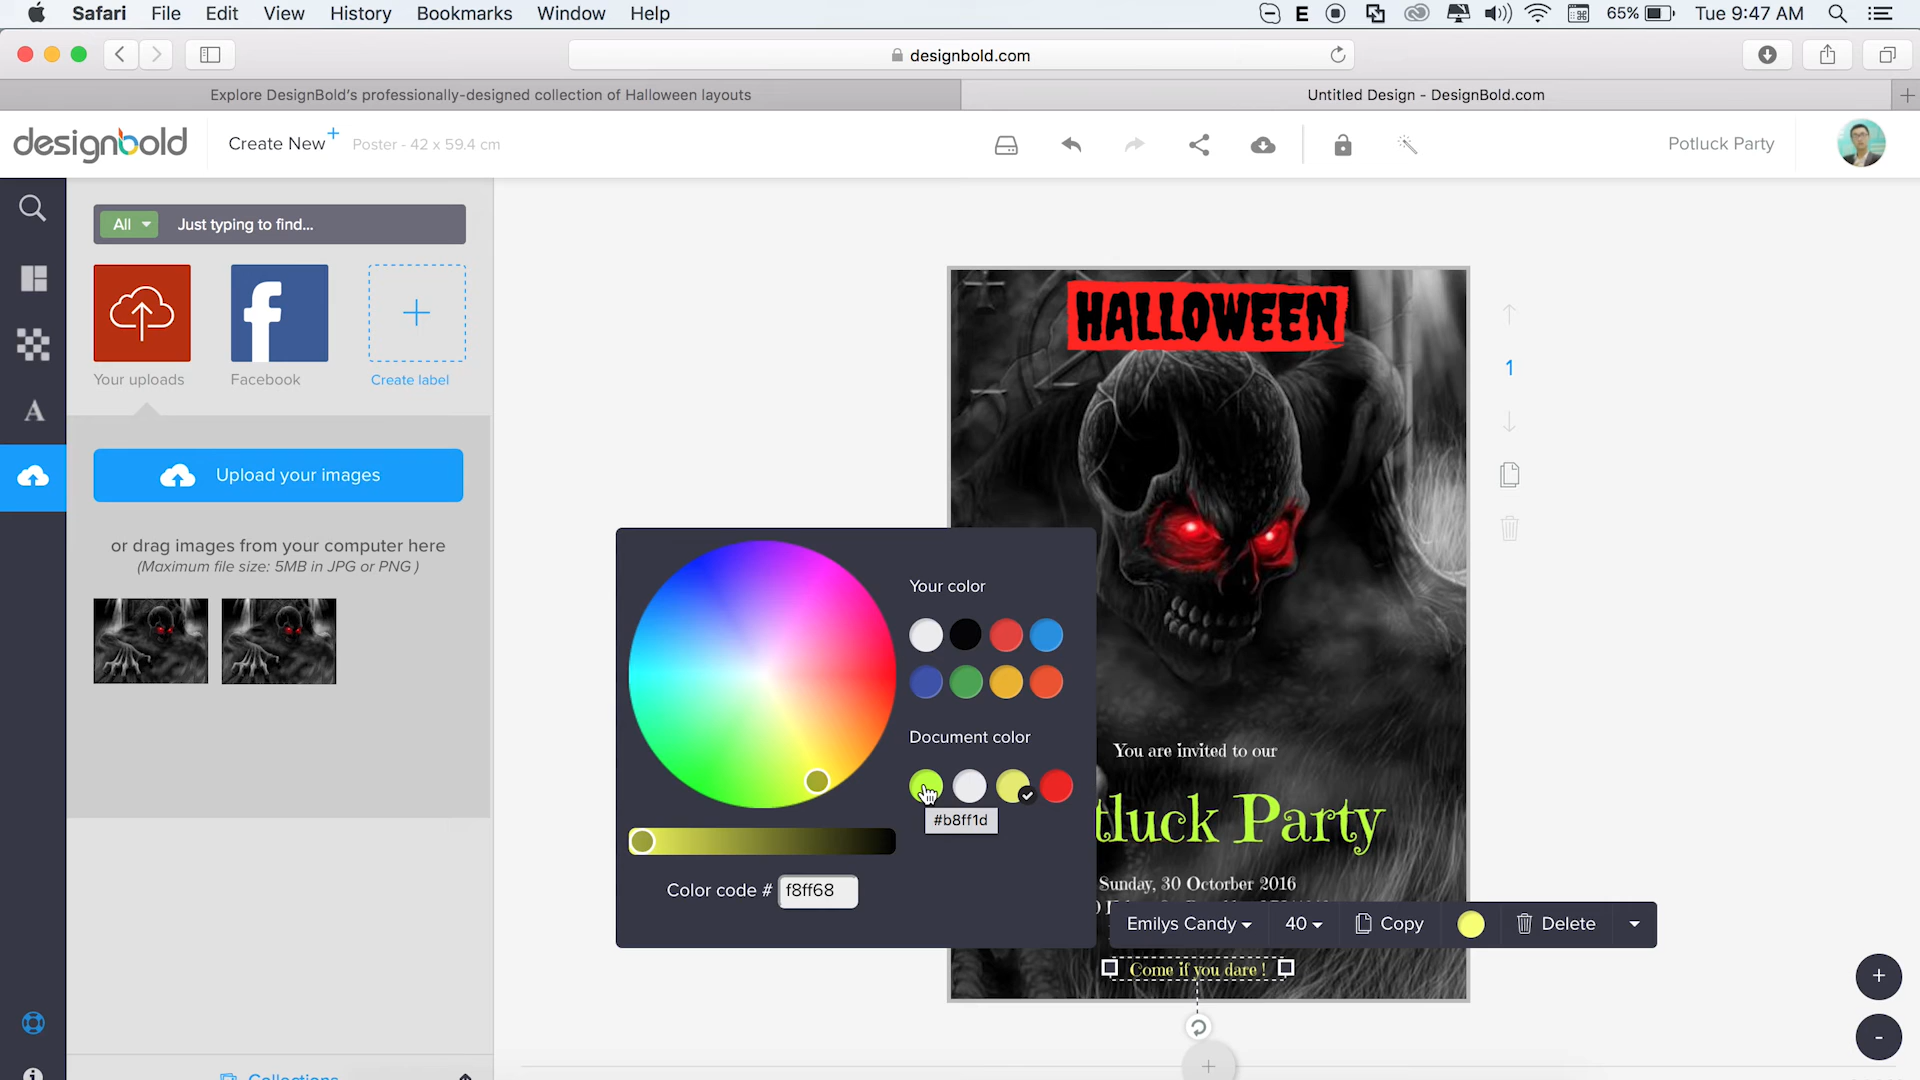 Safari File Edit View History Bookmarks Window Help E 65% Tue 9:47 AM
designbold.com
Explore DesignBold's professionally-designed collection of Halloween layouts
Untitled Design - DesignBold.com
designbold Create New+ Poster - 42 x 59.4 cm Potluck Party
All Just typing to find...
Your uploads Facebook Create label
Upload your images
or drag images from your computer here
(Maximum file size: 5MB in JPG or PNG )
Your color
Document color
#b8ff1d
Color code # f8ff68
HALLOWEEN
1
You are invited to our
tluck Party
Sunday, 30 Octorber 2016
Emilys Candy 40 Copy Delete
Come if you dare !
Collections